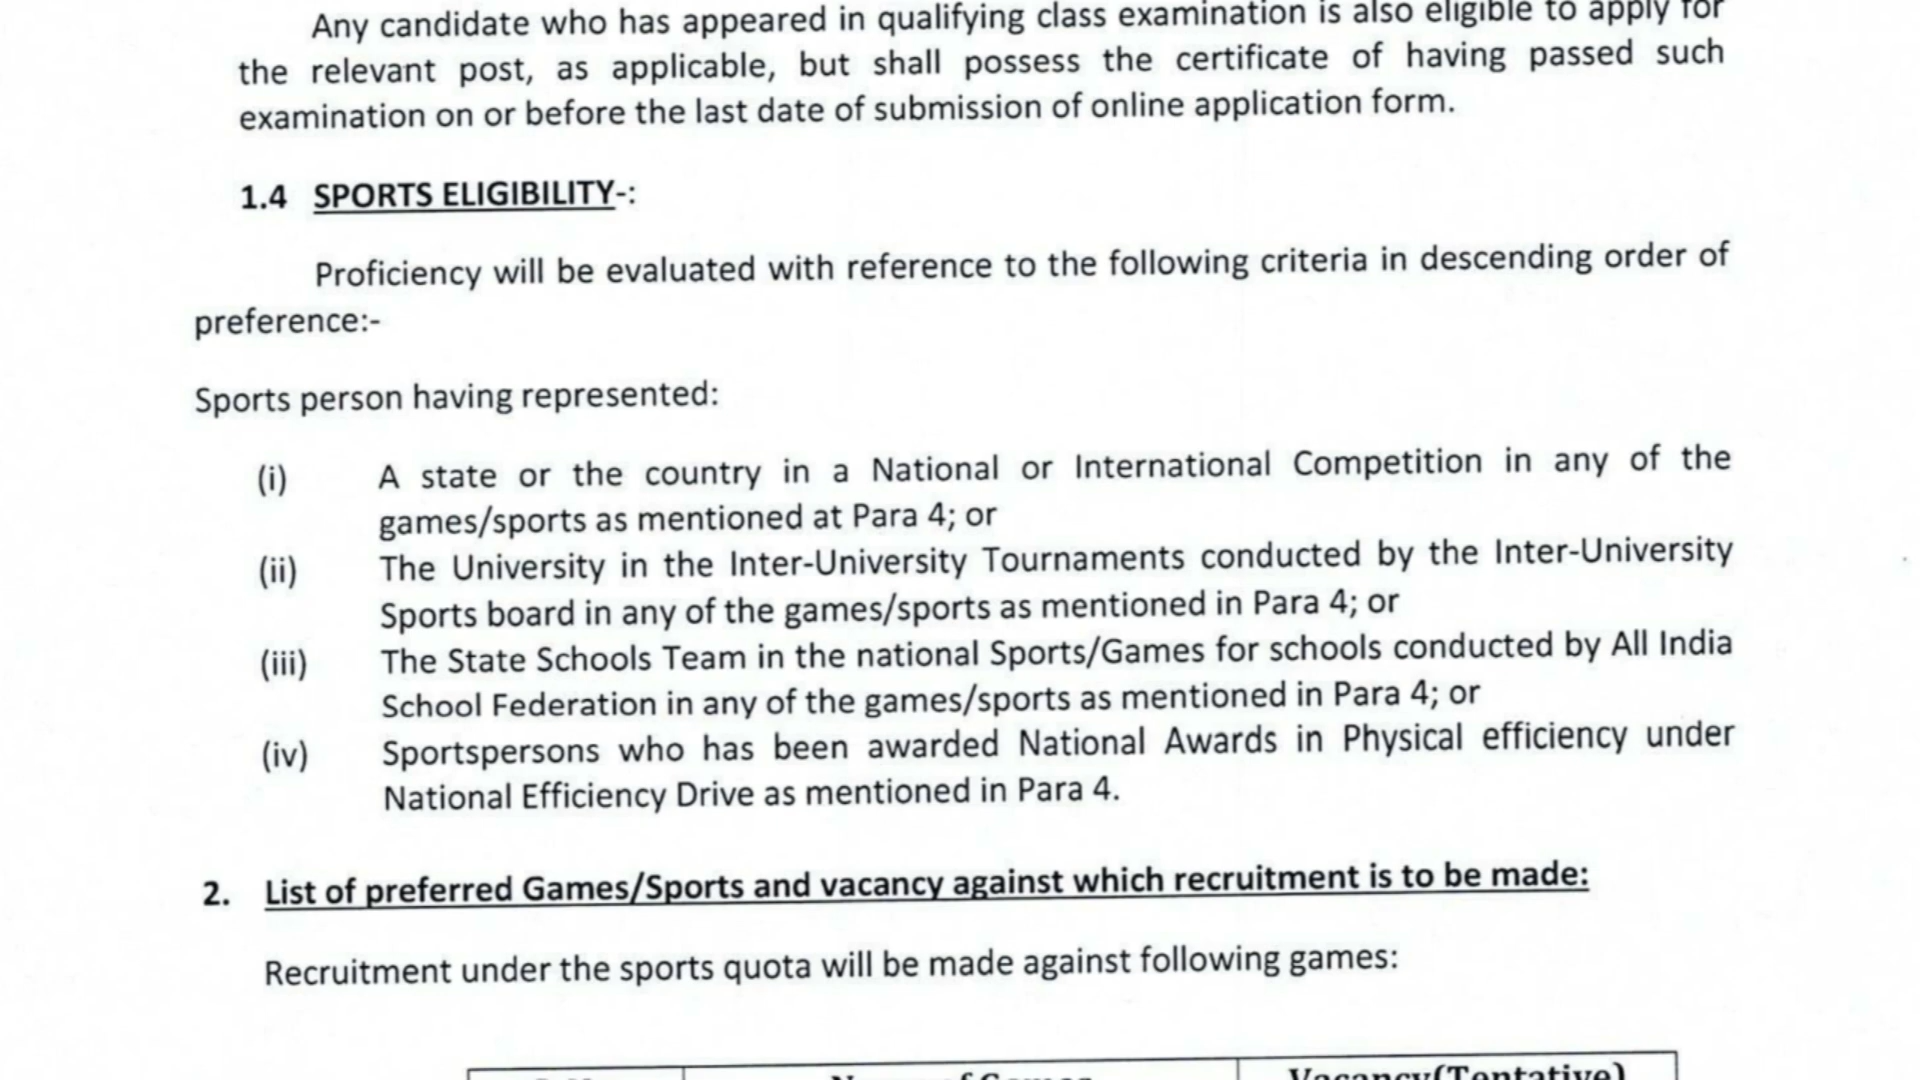 Any candidate who has appeared in qualifying class examination is also eligible to apply for
the relevant post, as applicable, but shall possess the certificate of having passed such
examination on or before the last date of submission of online application form.
1.4 SPORTS ELIGIBILITY-:
Proficiency will be evaluated with reference to the following criteria in descending order of
preference:-
Sports person having represented:
(i) A state or the country in a National or International Competition in any of the
games/sports as mentioned at Para 4; or
(ii) The University in the Inter-University Tournaments conducted by the Inter-University
Sports board in any of the games/sports as mentioned in Para 4; or
(iii) The State Schools Team in the national Sports/Games for schools conducted by All India
School Federation in any of the games/sports as mentioned in Para 4; or
(iv) Sportspersons who has been awarded National Awards in Physical efficiency under
National Efficiency Drive as mentioned in Para 4.
2. List of preferred Games/Sports and vacancy against which recruitment is to be made:
Recruitment under the sports quota will be made against following games:
Vacancy(Tentative)